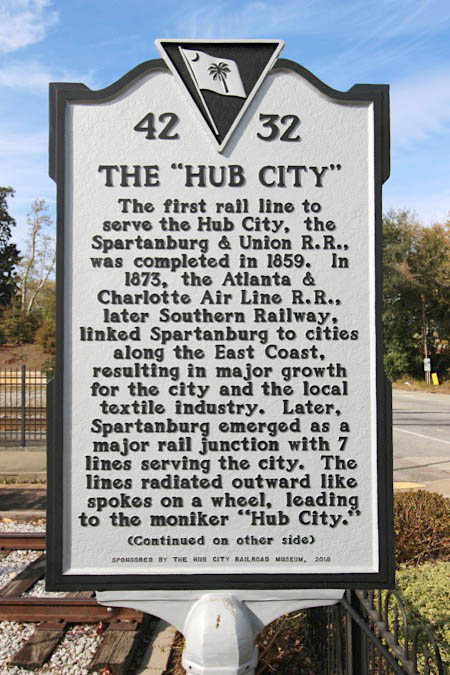 42 32
THE "HUB CITY"
The first rail line to
serve the Hub City, the
Spartanburg & Union R.R.,
was completed in 1859. In
1873, the Atlanta &
Charlotte Air Line R.R.,
later Southern Railway,
linked Spartanburg to cities
along the East Coast,
resulting in major growth
for the city and the local
textile industry. Later,
Spartanburg emerged as a
major rail junction with 7
lines serving the city. The
lines radiated outward like
spokes on a wheel, leading
to the moniker "Hub City."
(Continued on other side)
SPONSORED BY THE HUB CITY RAILROAD MUSEUM, 2018